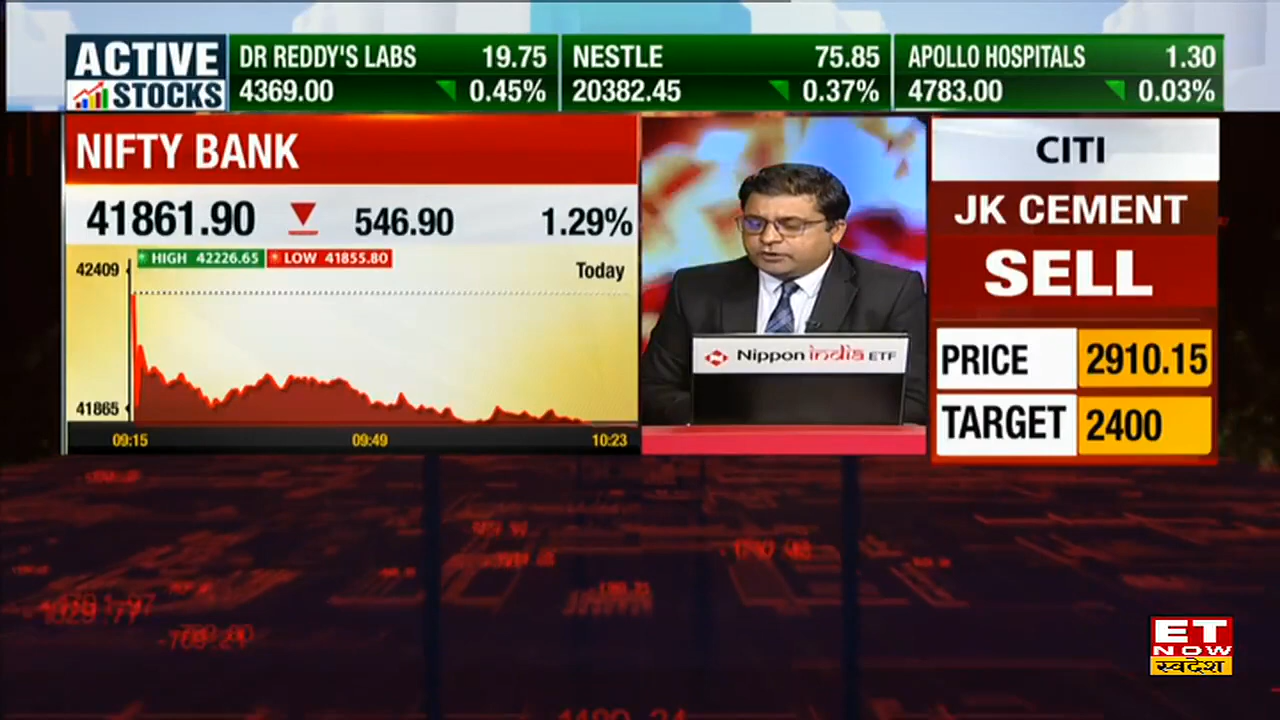 ACTIVE
STOCKS
DR REDDY'S LABS 19.75
4369.00 0.45%
NESTLE 75.85
20382.45 0.37%
APOLLO HOSPITALS 1.30
4783.00 0.03%
NIFTY BANK
41861.90 546.90 1.29%
HIGH 42226.65 LOW 41855.80
Today
42409
41865
09:15 09:49 10:23
Nippon india ETF
CITI
JK CEMENT
SELL
PRICE 2910.15
TARGET 2400
ET
NOW
स्वदेश